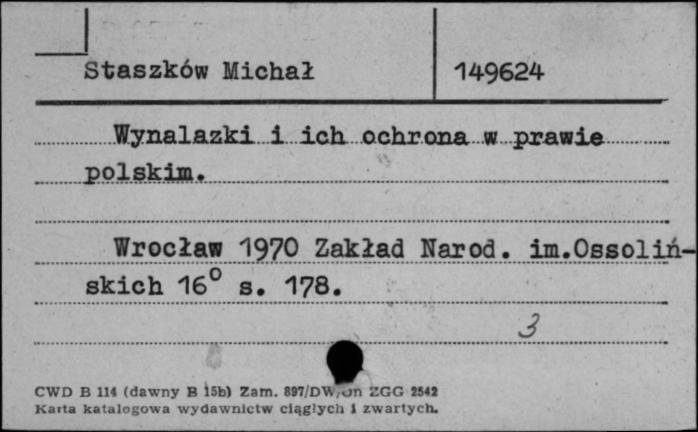 Staszków Michał 149624
Wynalazki i ich ochrona w prawie
polskim.
Wrocław 1970 Zakład Narod. im.Ossoliń-
skich 16° s. 178.
3
CWD B 114 (dawny B 15b) Zam. 897/DW/Jn ZGG 2542
Karta katalogowa wydawnictw ciągłych i zwartych.